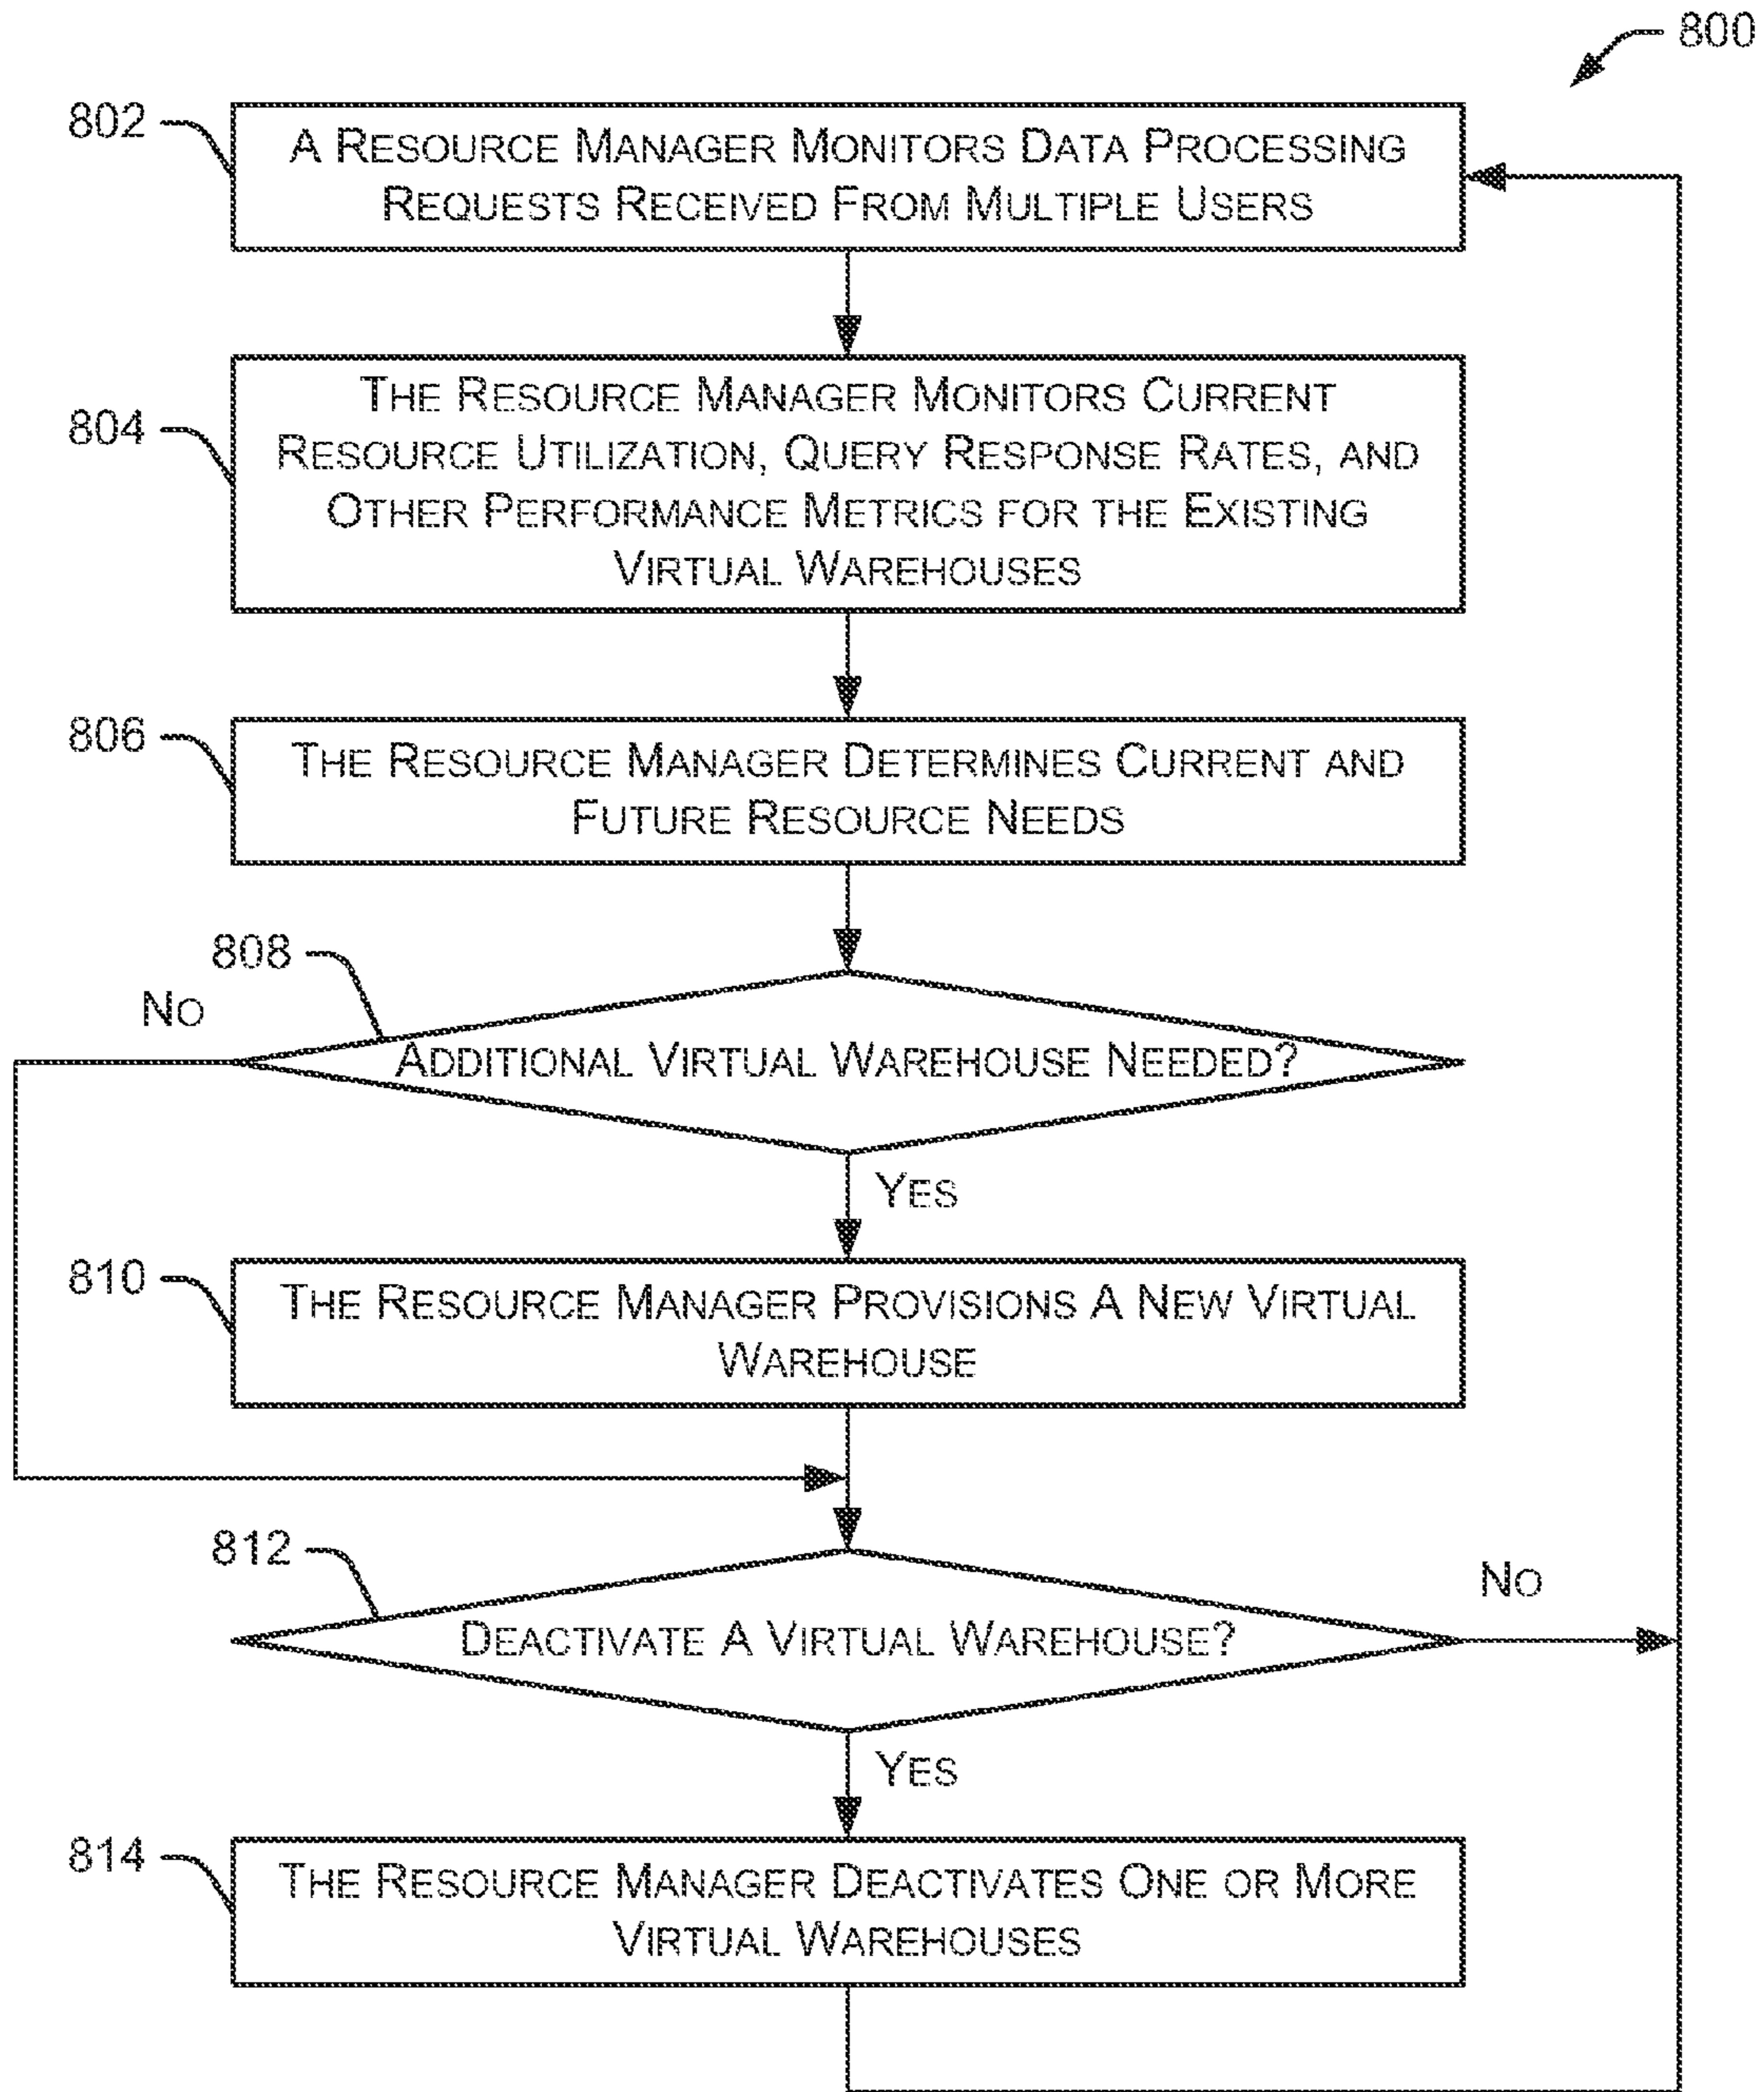 800
802
A RESOURCE MANAGER MONITORS DATA PROCESSING
REQUESTS RECEIVED FROM MULTIPLE USERS
804
THE RESOURCE MANAGER MONITORS CURRENT
RESOURCE UTILIZATION, QUERY RESPONSE RATES, AND
OTHER PERFORMANCE METRICS FOR THE EXISTING
VIRTUAL WAREHOUSES
806
THE RESOURCE MANAGER DETERMINES CURRENT AND
FUTURE RESOURCE NEEDS
808
NO
ADDITIONAL VIRTUAL WAREHOUSE NEEDED?
YES
810
THE RESOURCE MANAGER PROVISIONS A NEW VIRTUAL
WAREHOUSE
812
NO
DEACTIVATE A VIRTUAL WAREHOUSE?
YES
814
THE RESOURCE MANAGER DEACTIVATES ONE OR MORE
VIRTUAL WAREHOUSES